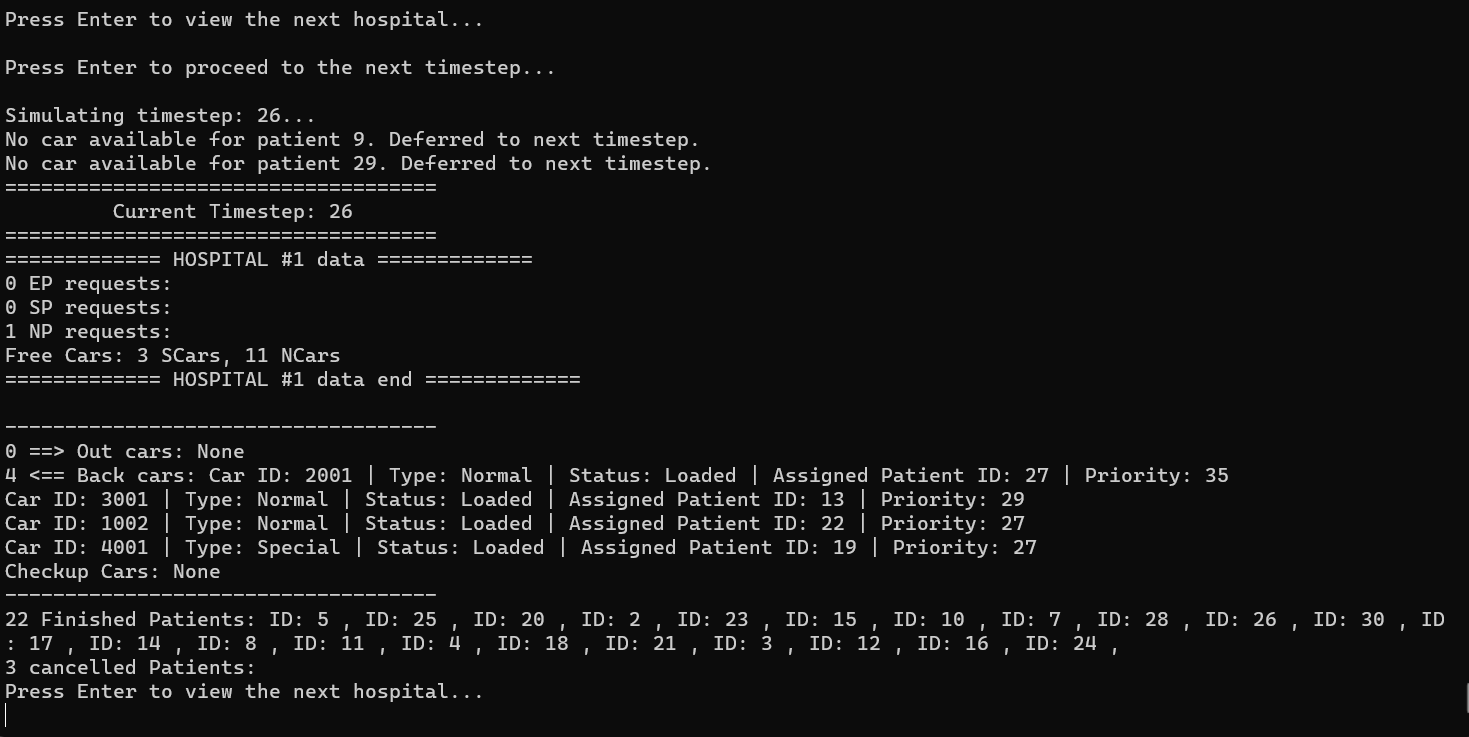 Press Enter to view the next hospital...
Press Enter to proceed to the next timestep...
Simulating timestep: 26...
No car available for patient 9. Deferred to next timestep.
No car available for patient 29. Deferred to next timestep.
====================================
         Current Timestep: 26
====================================
============= HOSPITAL #1 data =============
0 EP requests:
0 SP requests:
1 NP requests:
Free Cars: 3 SCars, 11 NCars
============= HOSPITAL #1 data end =============
------------------------------------
0 ==> Out cars: None
4 <== Back cars: Car ID: 2001 | Type: Normal | Status: Loaded | Assigned Patient ID: 27 | Priority: 35
Car ID: 3001 | Type: Normal | Status: Loaded | Assigned Patient ID: 13 | Priority: 29
Car ID: 1002 | Type: Normal | Status: Loaded | Assigned Patient ID: 22 | Priority: 27
Car ID: 4001 | Type: Special | Status: Loaded | Assigned Patient ID: 19 | Priority: 27
Checkup Cars: None
------------------------------------
22 Finished Patients: ID: 5 , ID: 25 , ID: 20 , ID: 2 , ID: 23 , ID: 15 , ID: 10 , ID: 7 , ID: 28 , ID: 26 , ID: 30 , ID
: 17 , ID: 14 , ID: 8 , ID: 11 , ID: 4 , ID: 18 , ID: 21 , ID: 3 , ID: 12 , ID: 16 , ID: 24 ,
3 cancelled Patients:
Press Enter to view the next hospital...